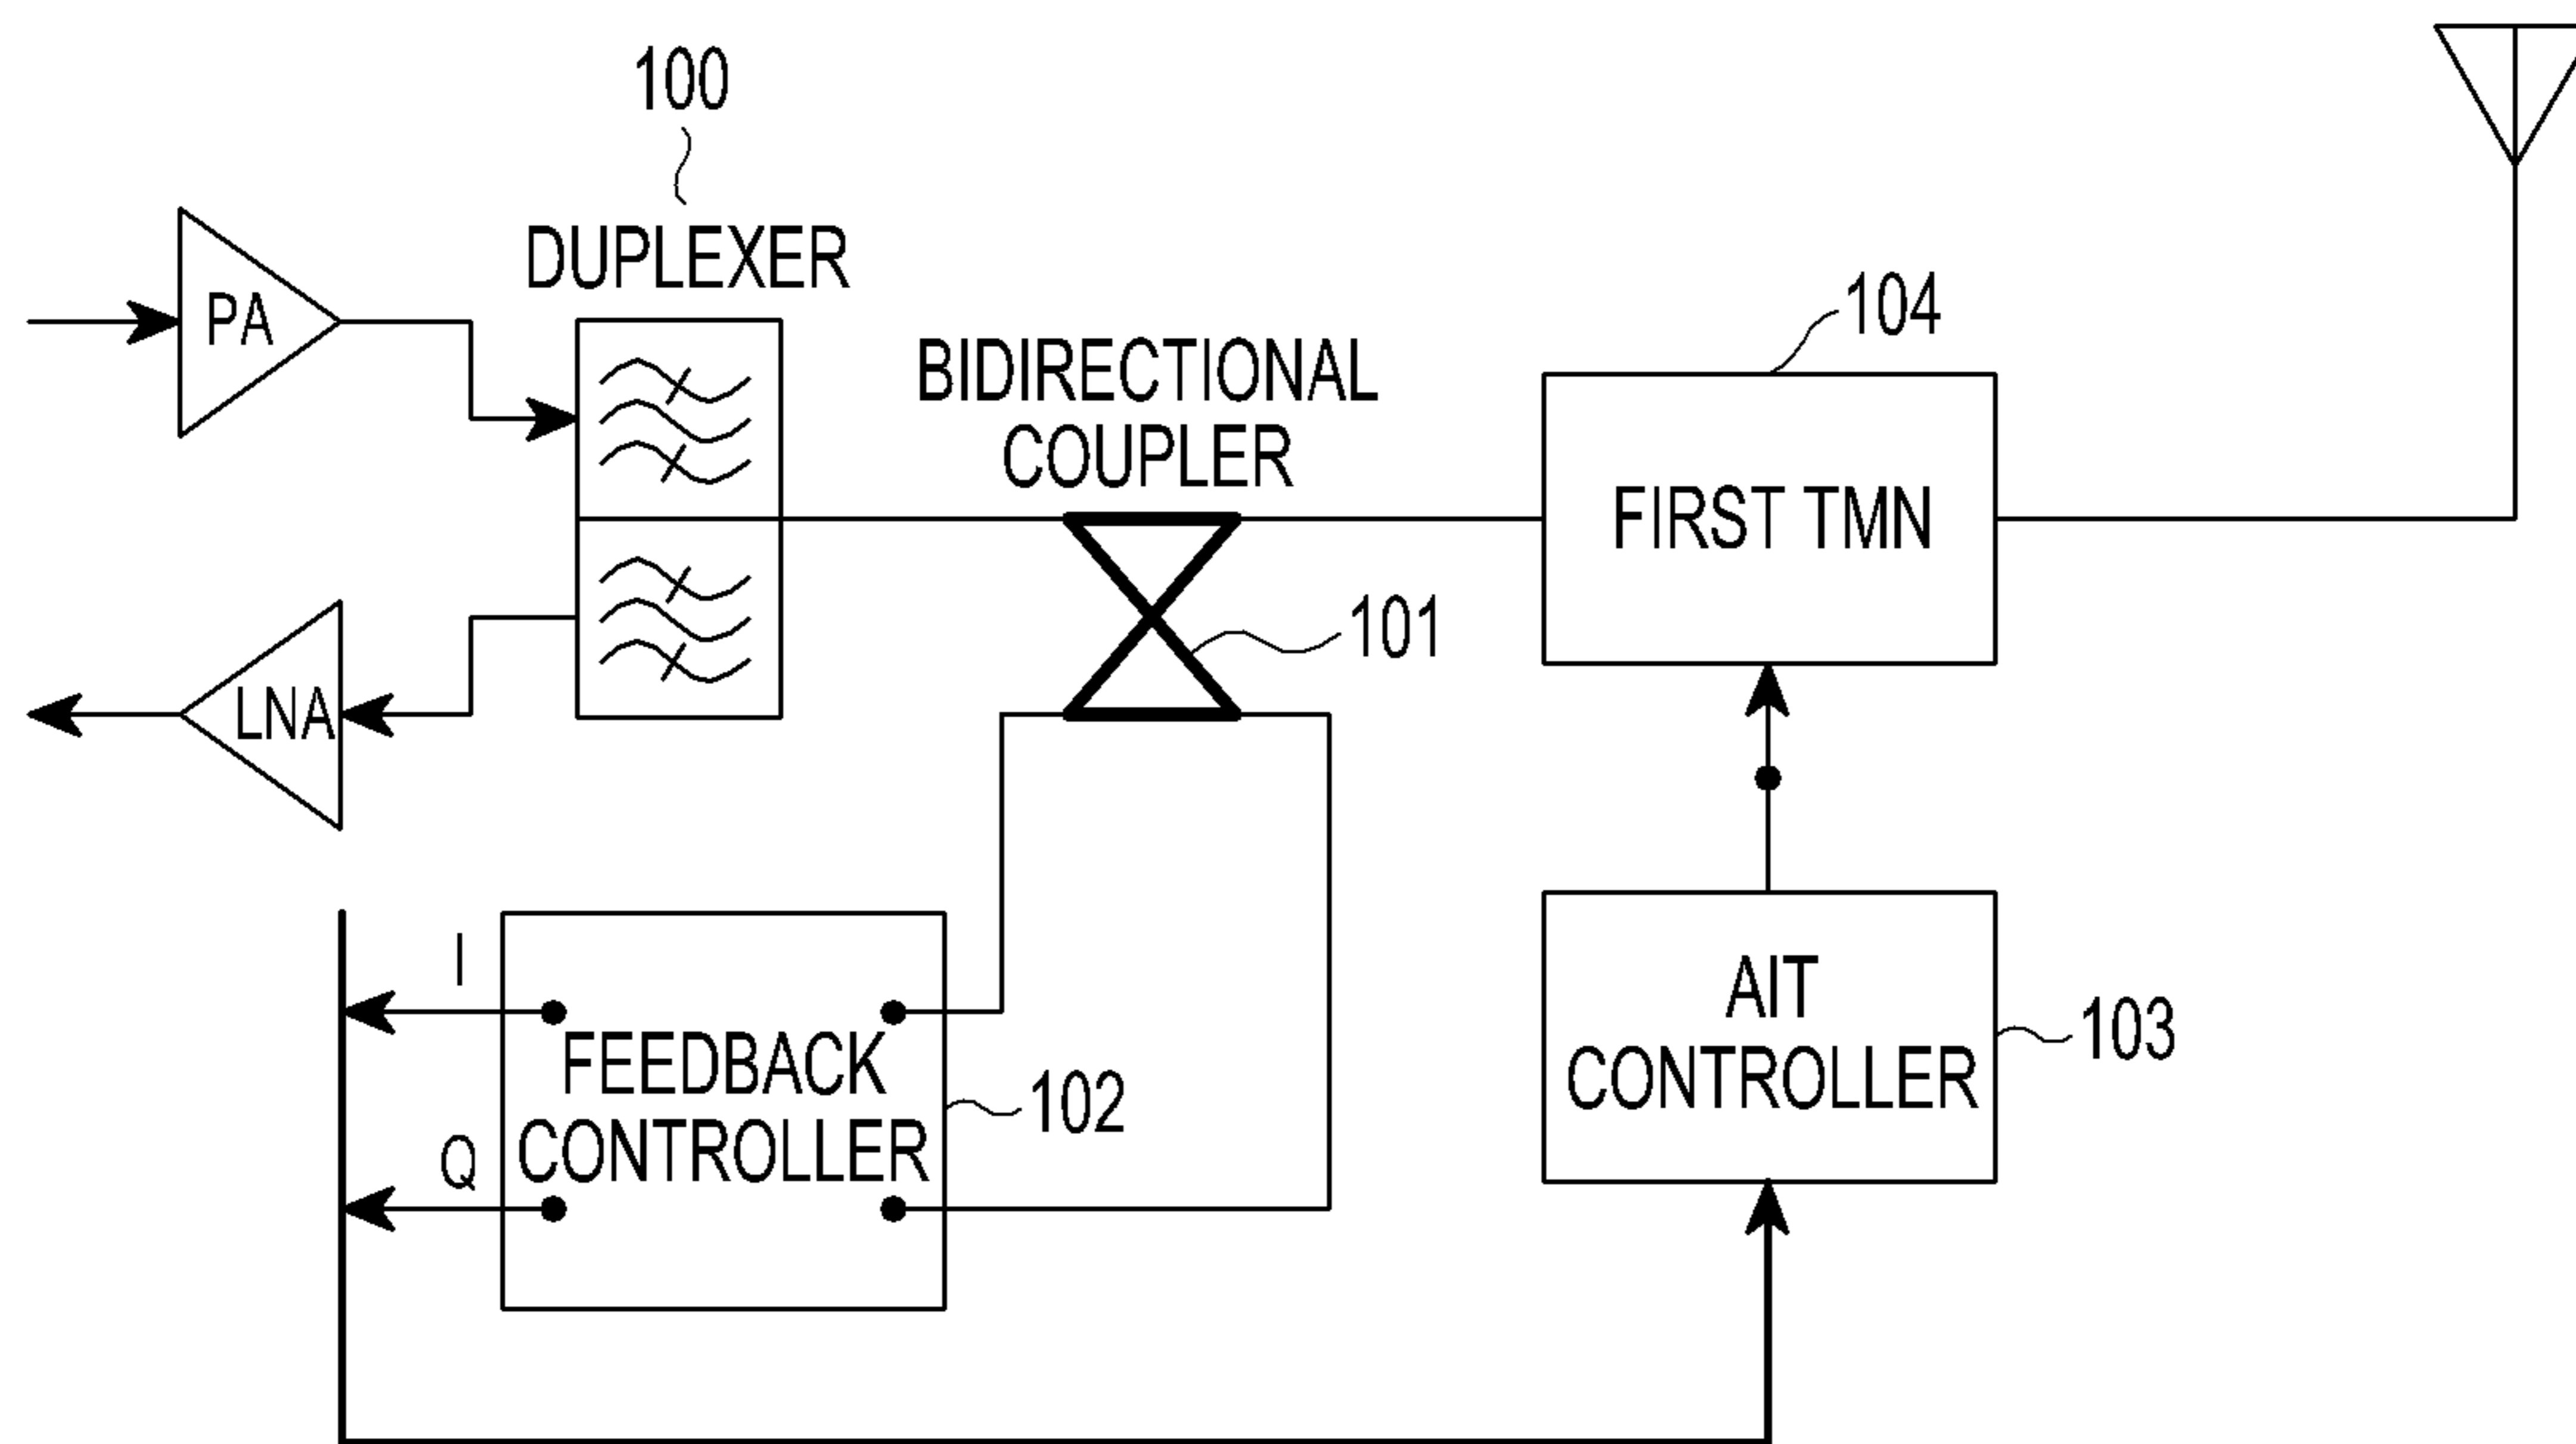 100
DUPLEXER
PA
BIDIRECTIONAL
COUPLER
104
FIRST TMN
101
LNA
I
FEEDBACK
CONTROLLER
Q
102
AIT
CONTROLLER
103